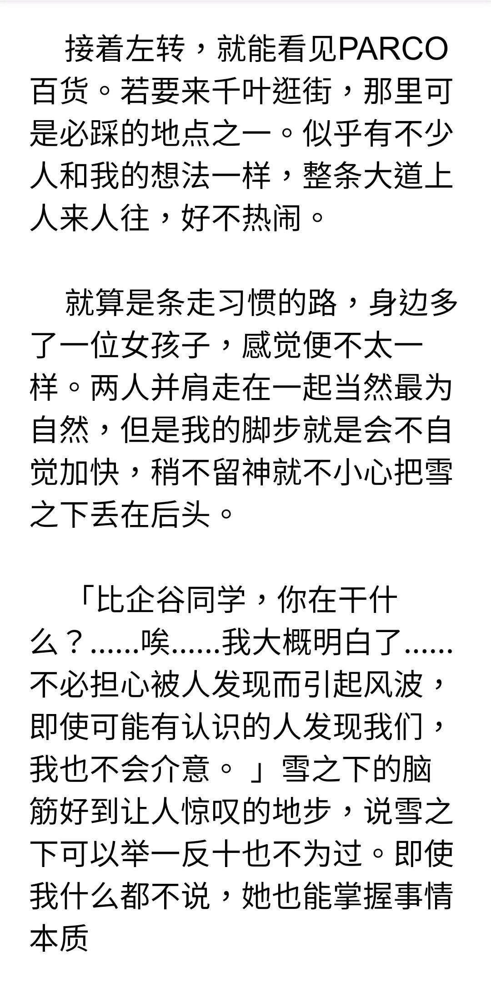 接着左转，就能看见PARCO
百货。若要来千叶逛街，那里可
是必踩的地点之一。似乎有不少
人和我的想法一样，整条大道上
人来人往，好不热闹。
就算是条走习惯的路，身边多
了一位女孩子，感觉便不太一
样。两人并肩走在一起当然最为
自然，但是我的脚步就是会不自
觉加快，稍不留神就不小心把雪
之下丢在后头。
「比企谷同学，你在干什
么？……唉……我大概明白了……
不必担心被人发现而引起风波，
即使可能有认识的人发现我们，
我也不会介意。」雪之下的脑
筋好到让人惊叹的地步，说雪之
下可以举一反十也不为过。即使
我什么都不说，她也能掌握事情
本质